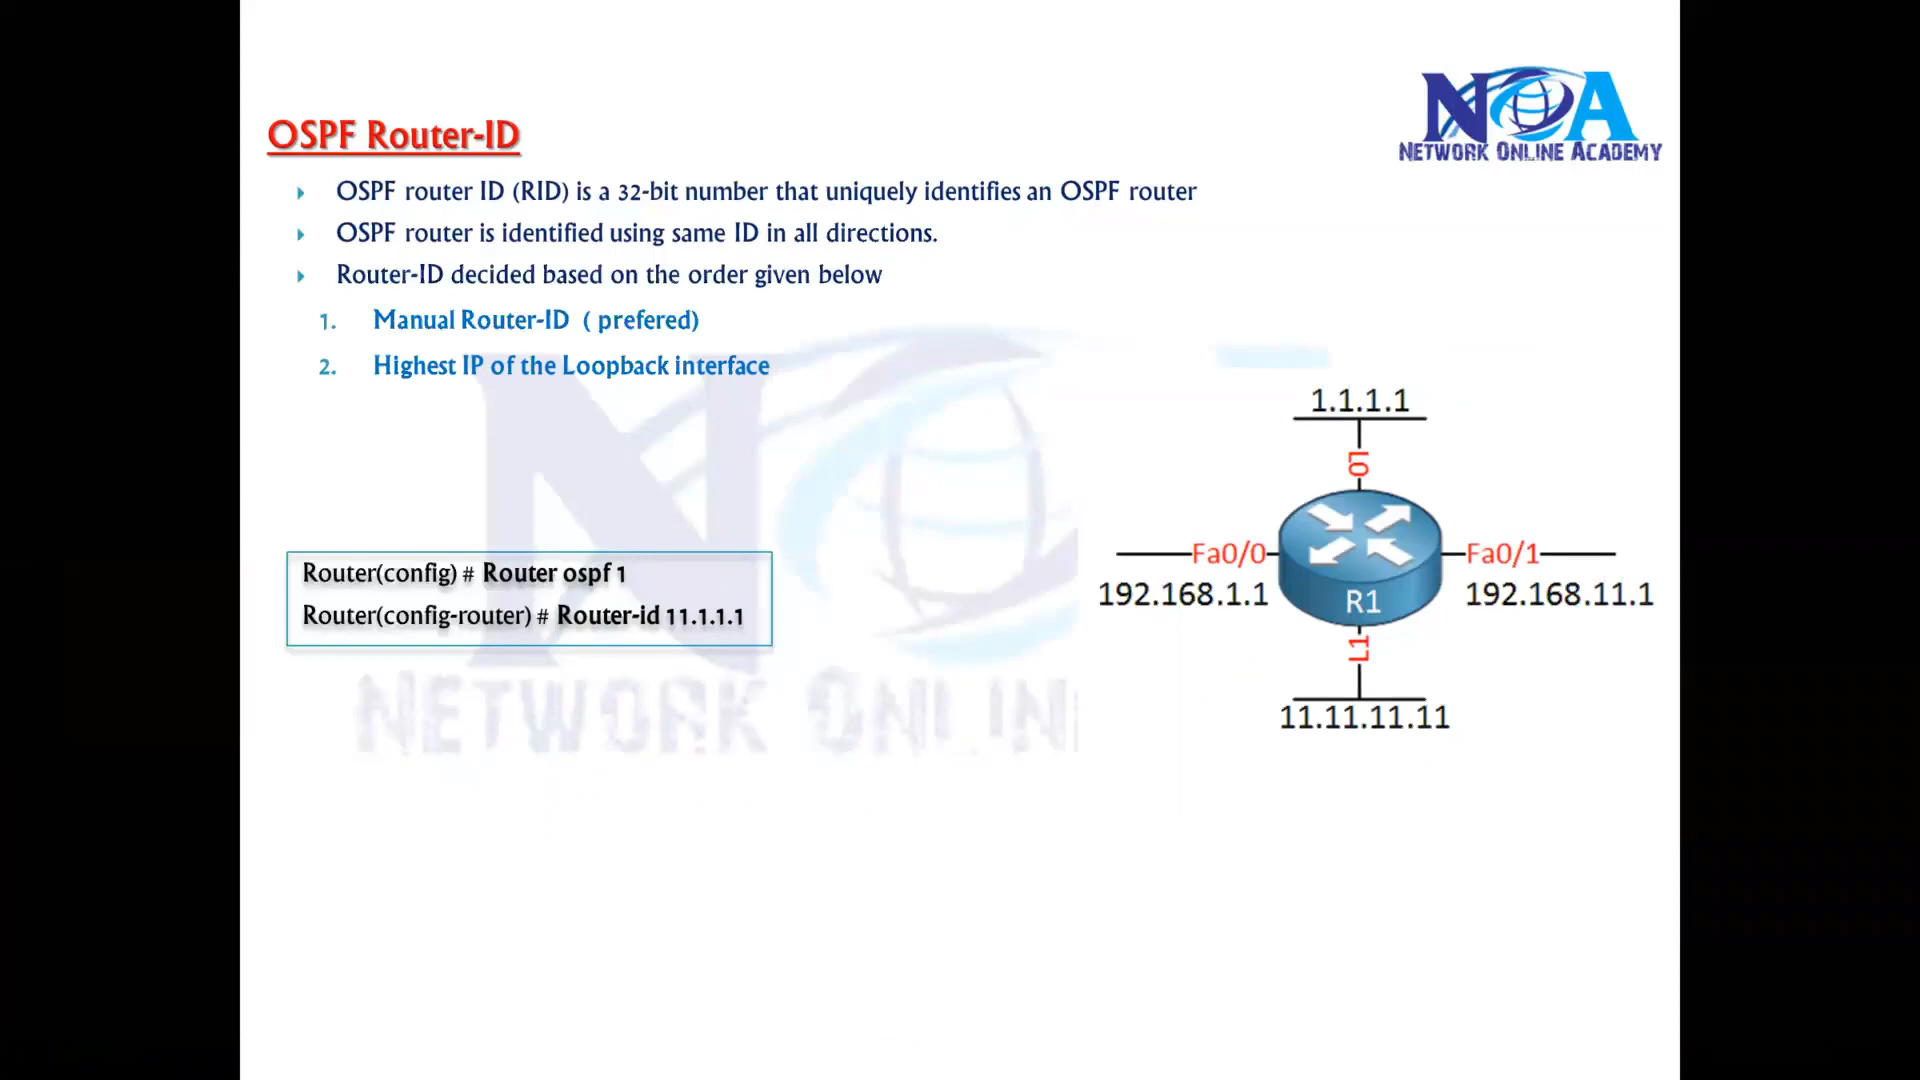 NOA
NETWORK ONLINE ACADEMY
OSPF Router-ID
OSPF router ID (RID) is a 32-bit number that uniquely identifies an OSPF router
OSPF router is identified using same ID in all directions.
Router-ID decided based on the order given below
1. Manual Router-ID ( prefered)
2. Highest IP of the Loopback interface
Router(config) # Router ospf 1
Router(config-router) # Router-id 11.1.1.1
1.1.1.1
L0
Fa0/0
Fa0/1
192.168.1.1
R1
192.168.11.1
L1
11.11.11.11
NETWORK ONLIN